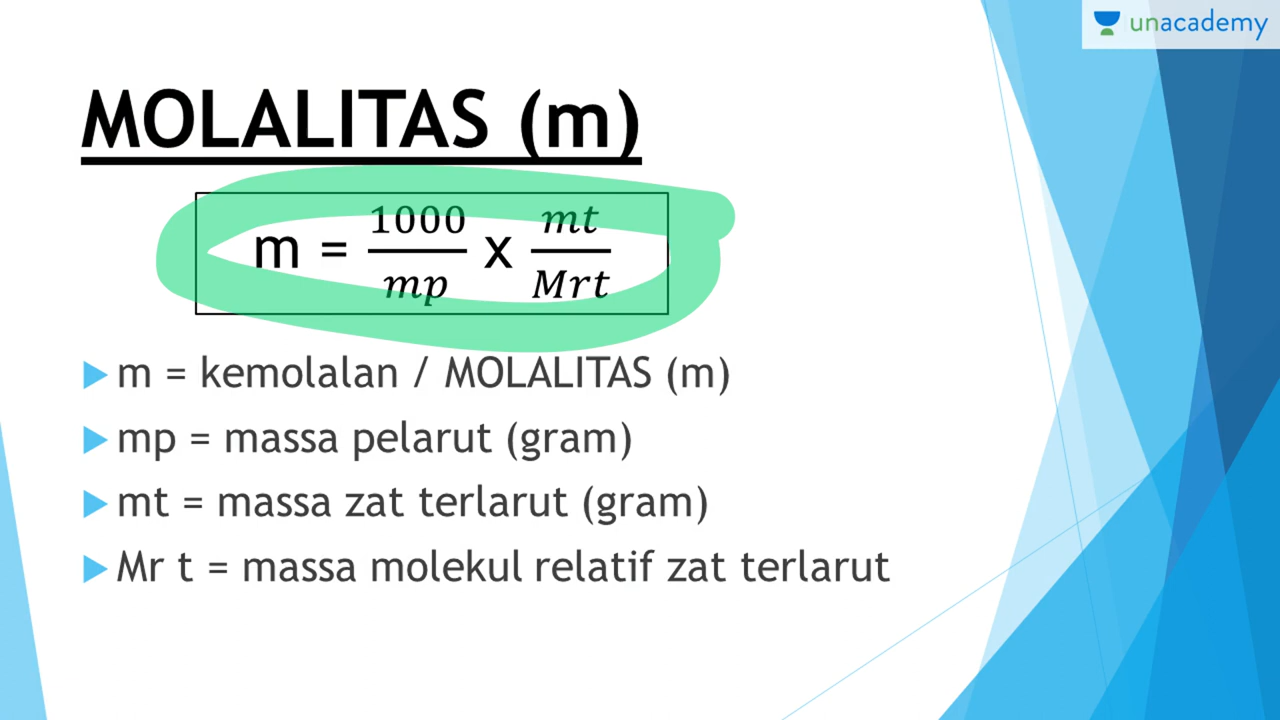 unacademy
MOLALITAS (m)
m = 1000/mp x mt/Mrt
m = kemolalan / MOLALITAS (m)
mp = massa pelarut (gram)
mt = massa zat terlarut (gram)
Mr t = massa molekul relatif zat terlarut